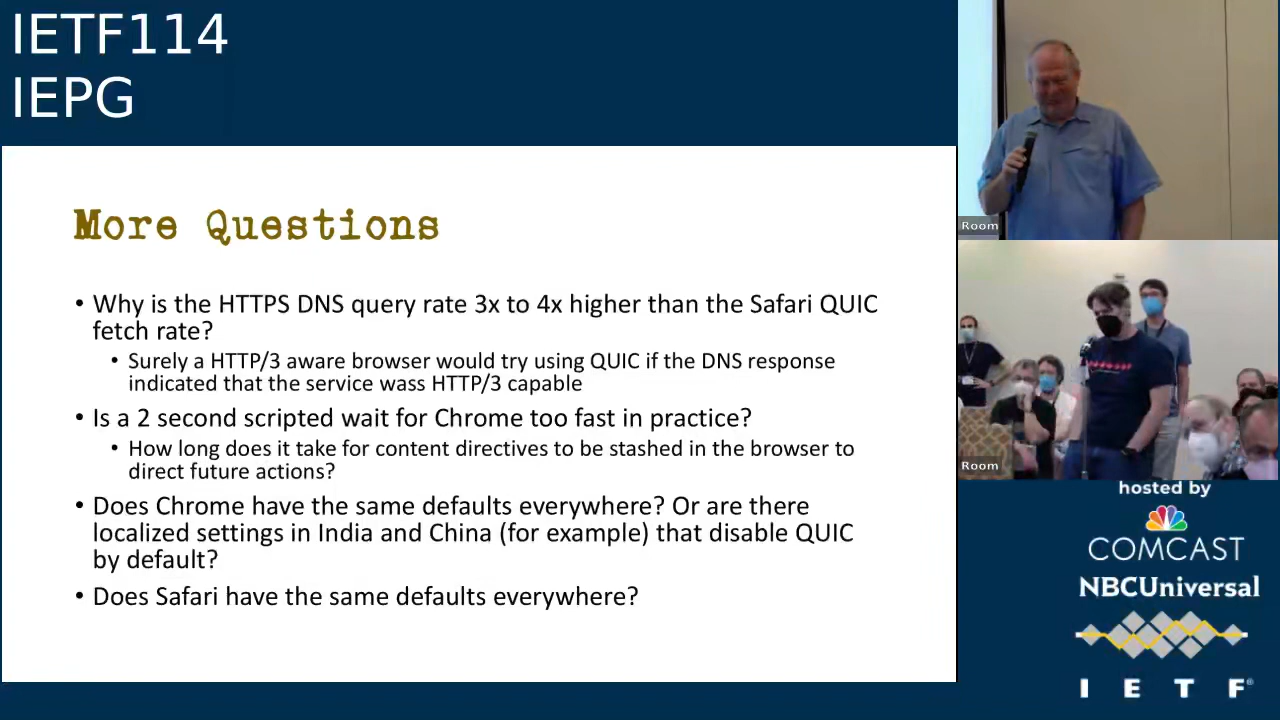 IETF114
IEPG
More Questions
• Why is the HTTPS DNS query rate 3x to 4x higher than the Safari QUIC
fetch rate?
• Surely a HTTP/3 aware browser would try using QUIC if the DNS response
indicated that the service wass HTTP/3 capable
• Is a 2 second scripted wait for Chrome too fast in practice?
• How long does it take for content directives to be stashed in the browser to
direct future actions?
• Does Chrome have the same defaults everywhere? Or are there
localized settings in India and China (for example) that disable QUIC
by default?
• Does Safari have the same defaults everywhere?
Room
Room
hosted by
COMCAST
NBCUniversal
I E T F®